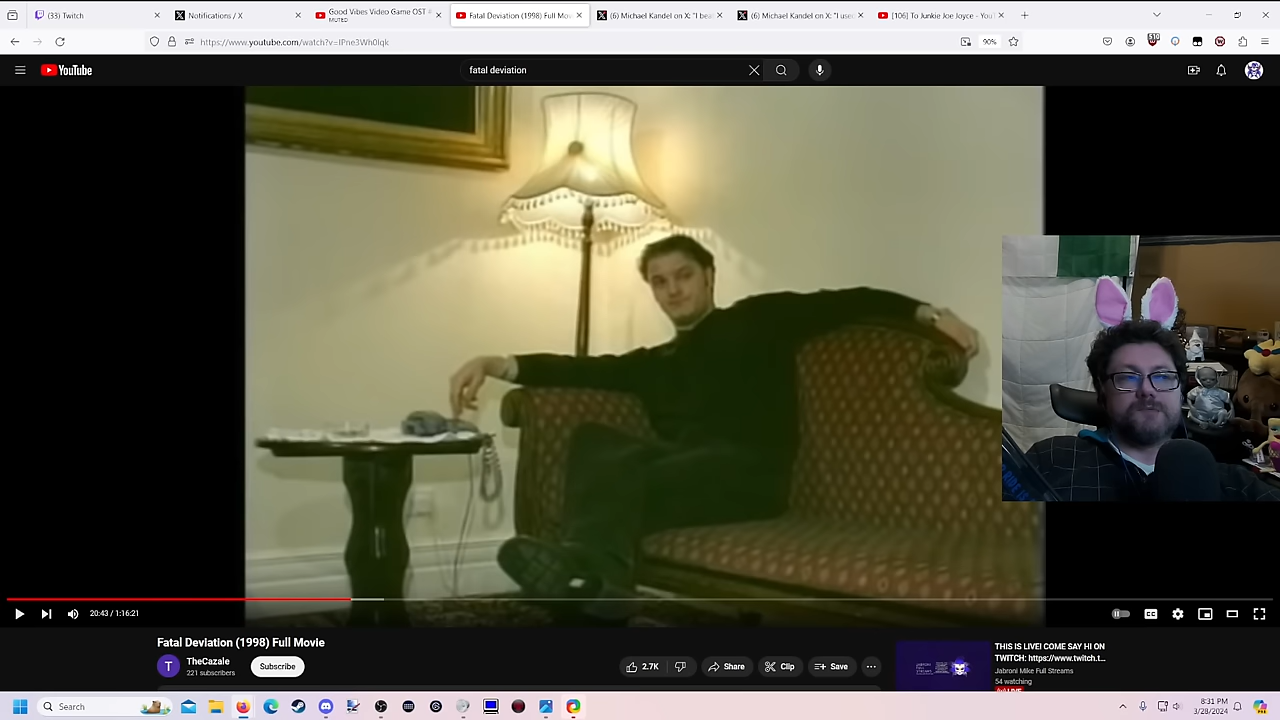 (33) Twitch
Notifications / X
Good Vibes Video Game OST
MUTED
Fatal Deviation (1998) Full Mov
(6) Michael Kandel on X: "I bea
(6) Michael Kandel on X: "I use
[106] To Junkie Joe Joyce - You
https://www.youtube.com/watch?v=IPne3Wh0lqk
90%
YouTube
fatal deviation
20:43 / 1:16:21
CC
Fatal Deviation (1998) Full Movie
T
TheCazale
221 subscribers
Subscribe
2.7K
Share
Clip
Save
THIS IS LIVE! COME SAY HI ON
TWITCH: https://www.twitch.t...
Jabroni Mike Full Streams
54 watching
Search
8:31 PM
3/28/2024